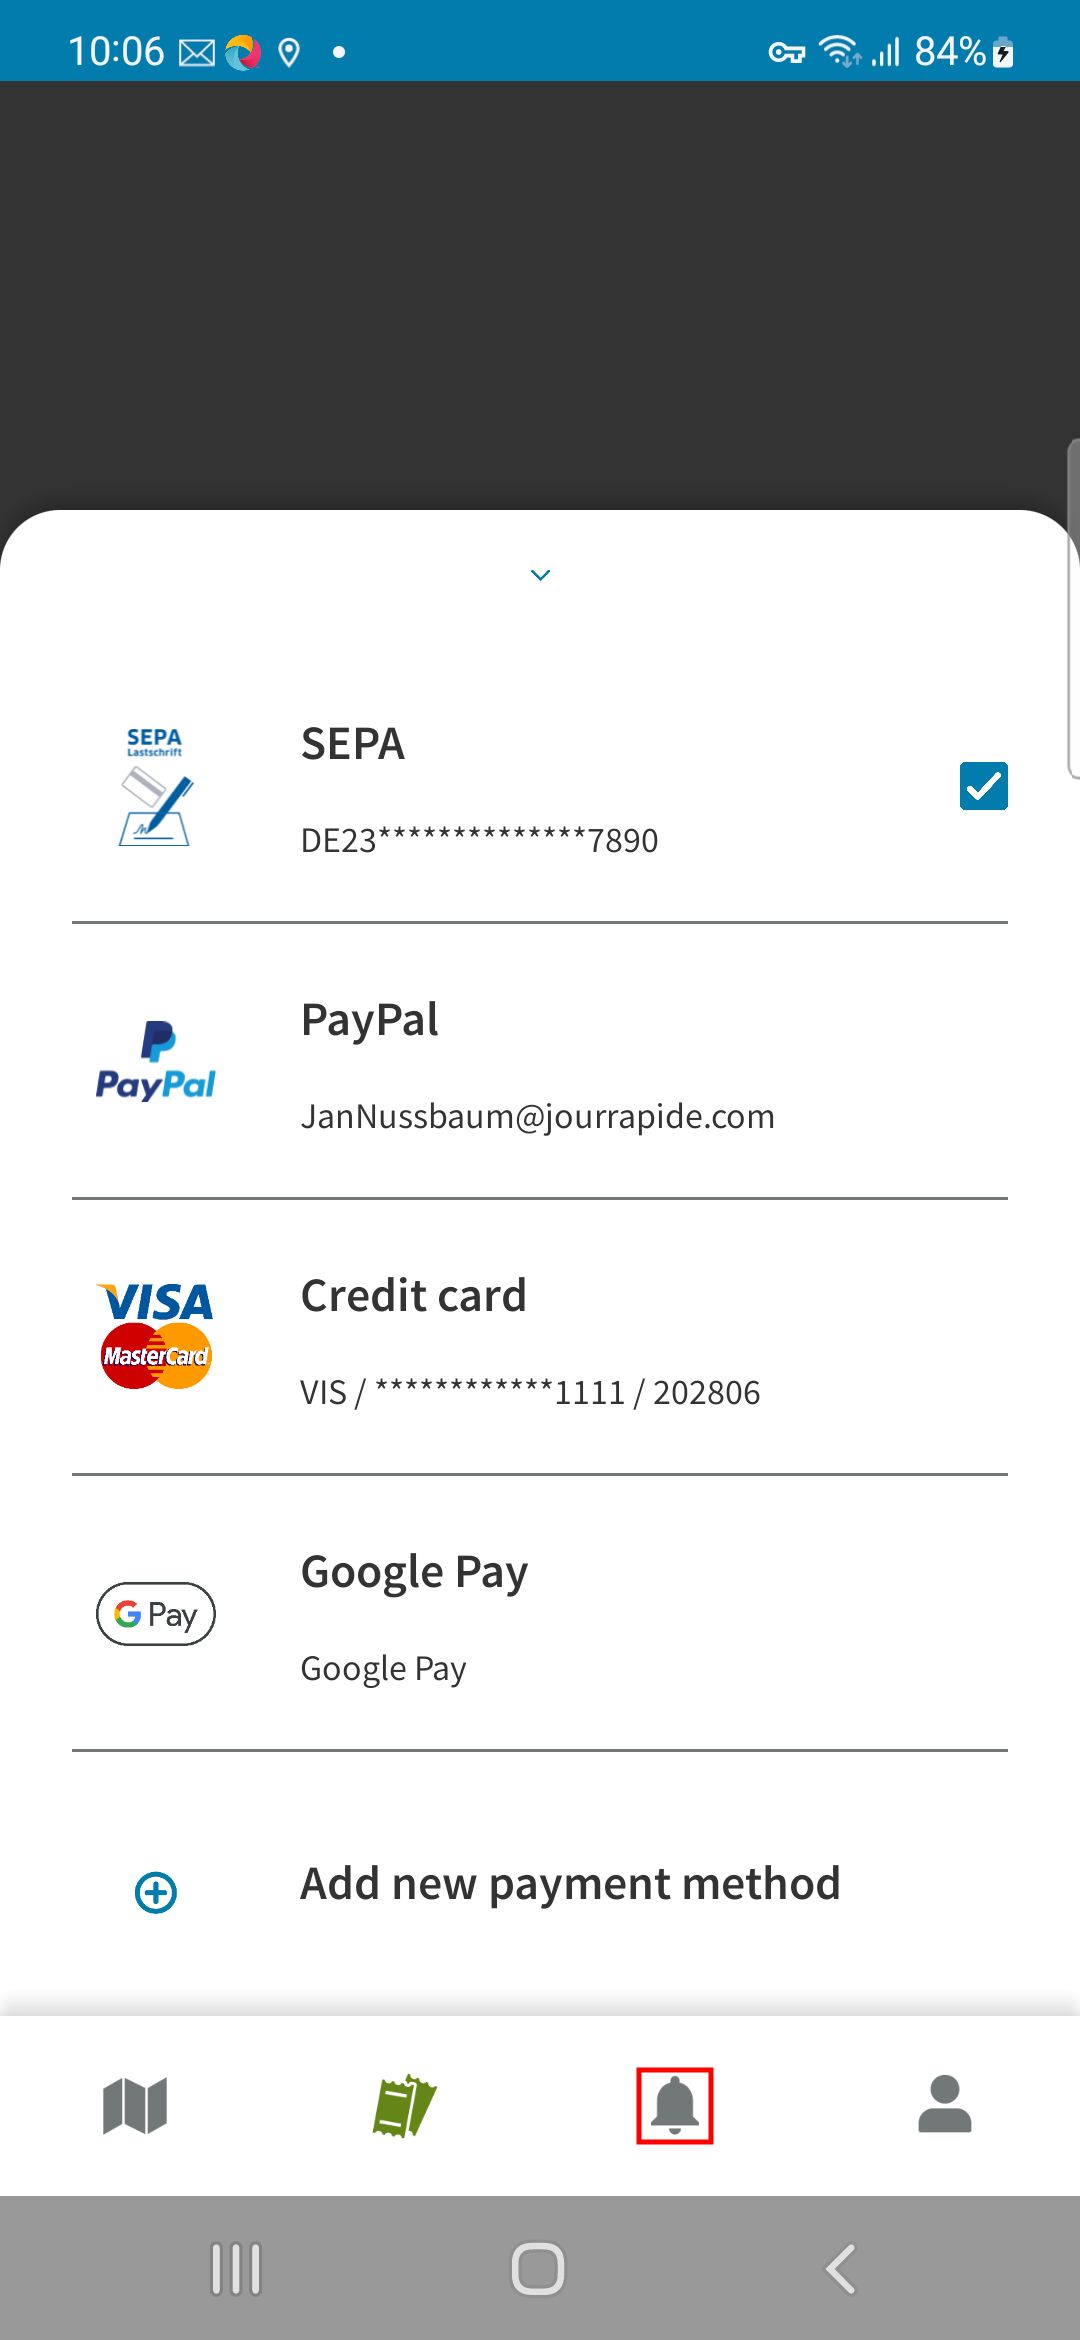 10:06
84%
SEPA
Lastschrift
SEPA
DE23**************7890
PayPal
PayPal
JanNussbaum@jourrapide.com
VISA
MasterCard
Credit card
VIS / ************1111 / 202806
G Pay
Google Pay
Google Pay
Add new payment method